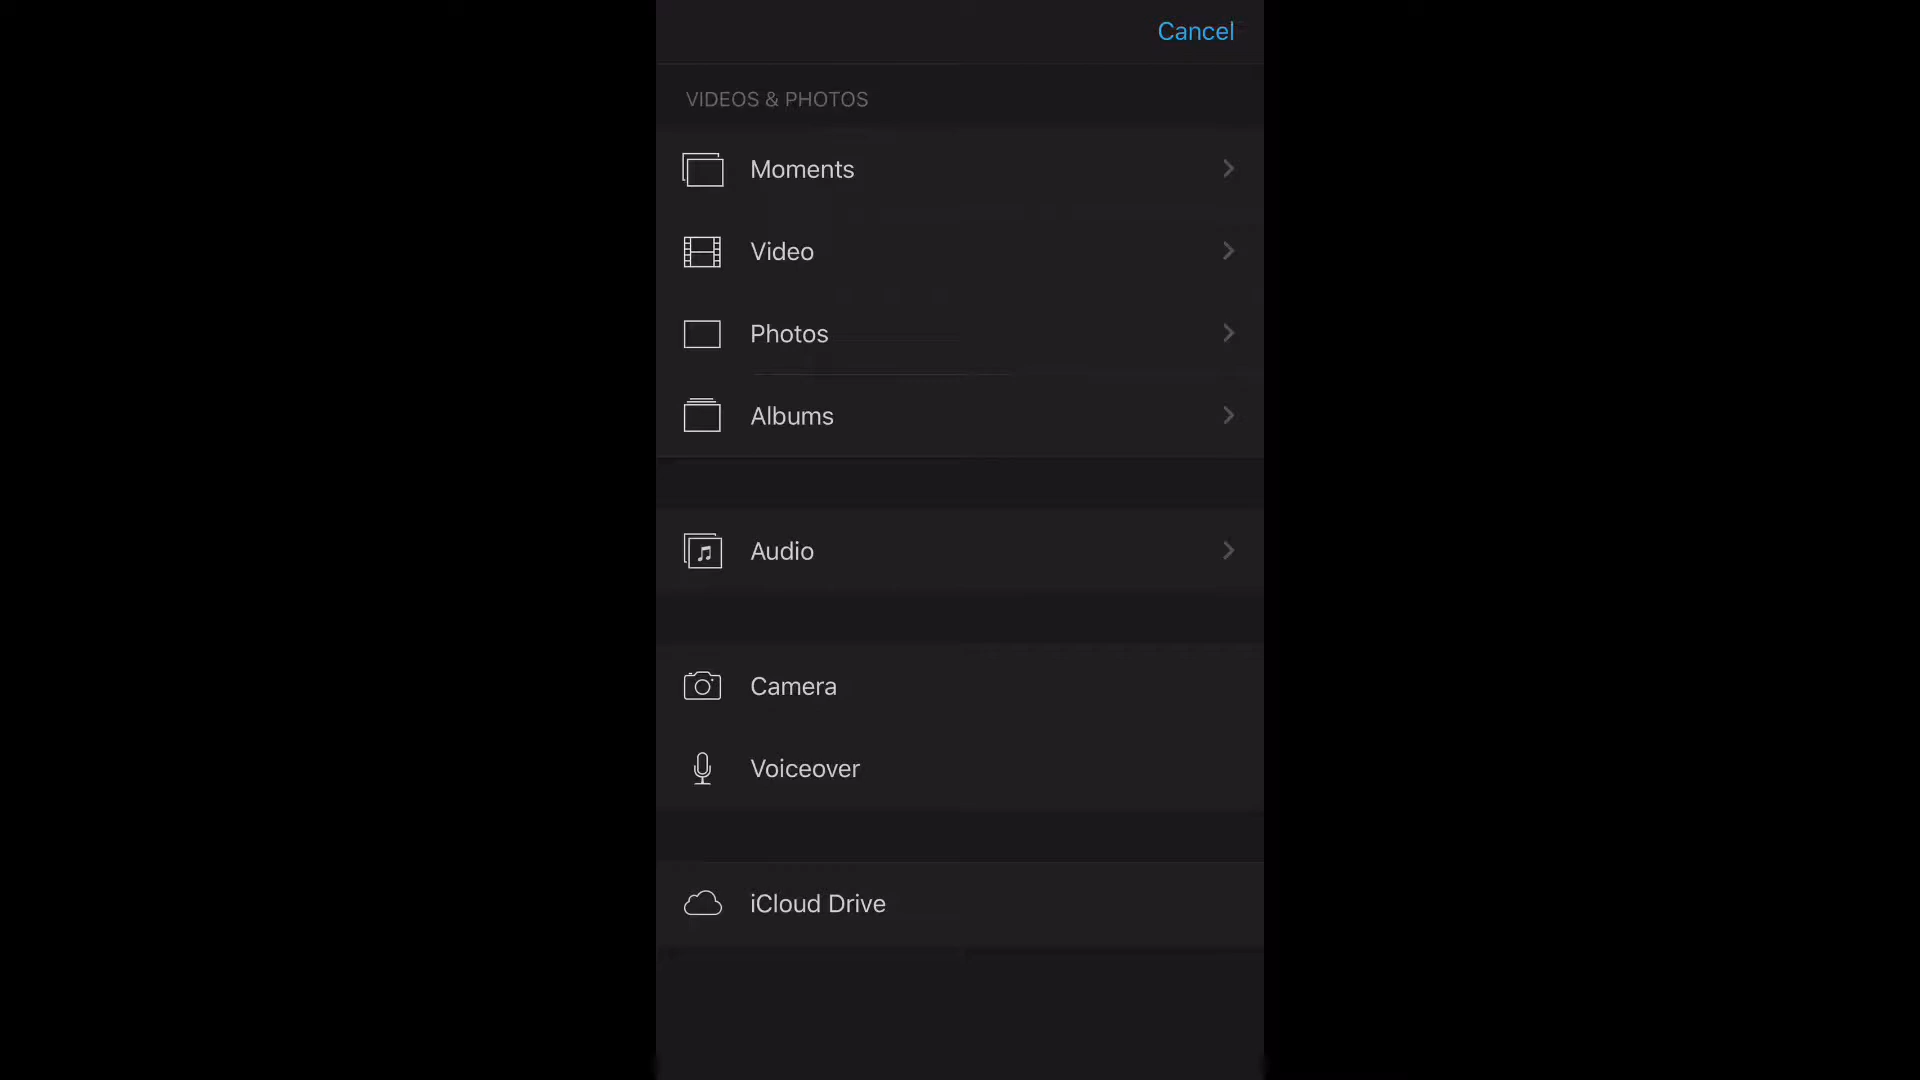 Cancel
VIDEOS & PHOTOS
Moments
Video
Photos
Albums
Audio
Camera
Voiceover
iCloud Drive